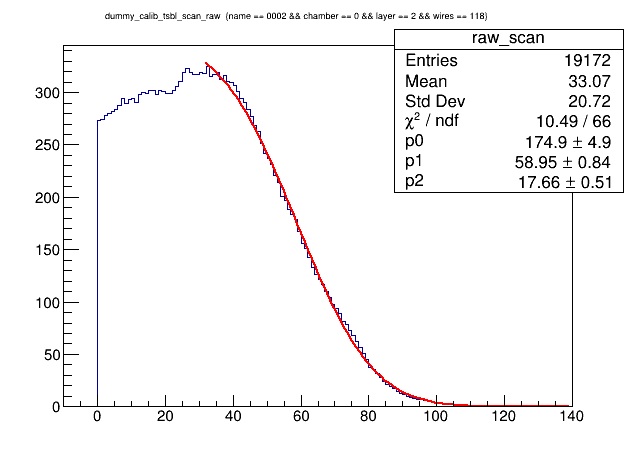 dummy_calib_tsbl_scan_raw (name == 0002 && chamber == 0 && layer == 2 && wires == 118)
raw_scan
Entries 19172
Mean 33.07
Std Dev 20.72
χ² / ndf 10.49 / 66
p0 174.9 ± 4.9
p1 58.95 ± 0.84
p2 17.66 ± 0.51
300
250
200
150
100
50
0
0 20 40 60 80 100 120 140